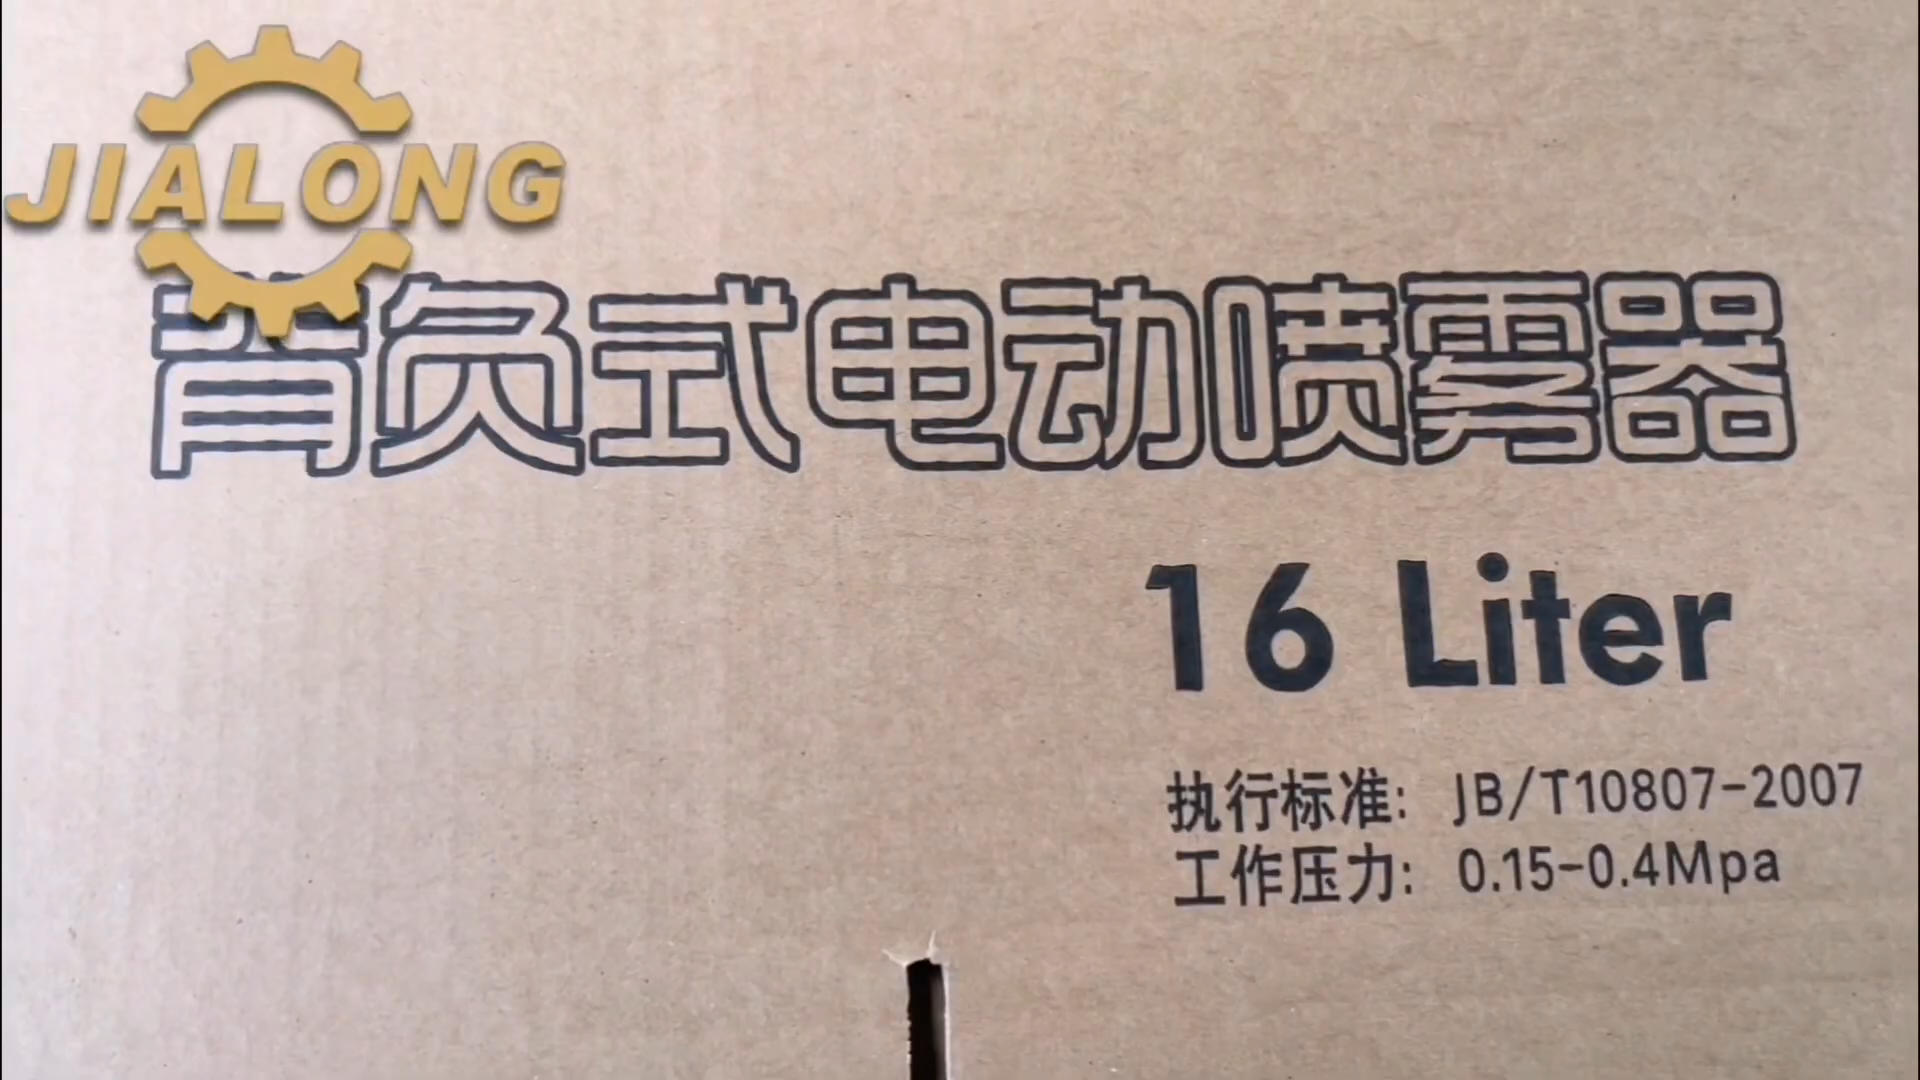 JIALONG
背负式电动喷雾器
16 Liter
执行标准: JB/T10807-2007
工作压力: 0.15-0.4Mpa